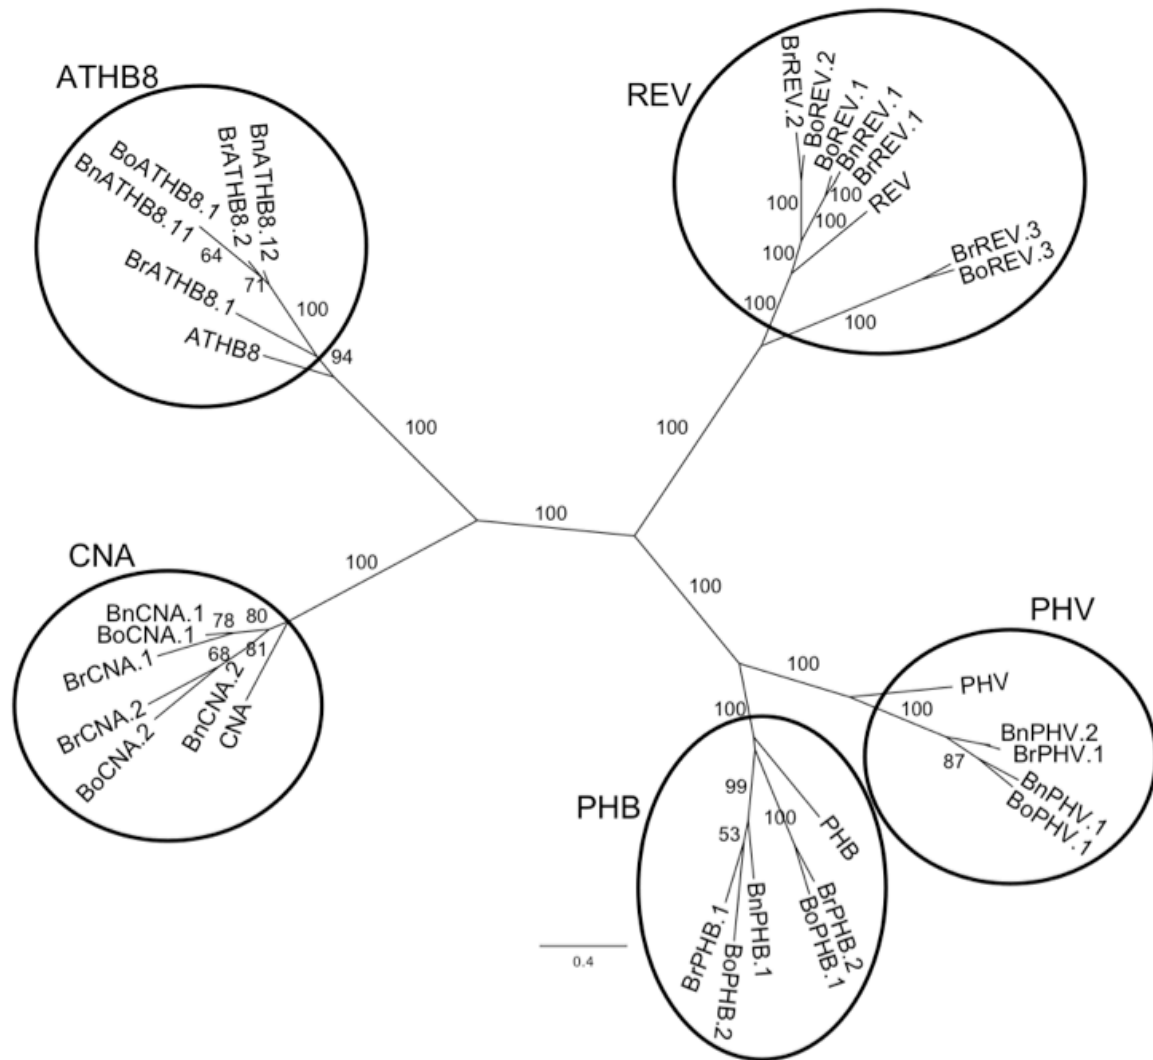 ATHB8
BoATHB8.1
BnATHB8.11
BrATHB8.2
BnATHB8.12
64
71
BrATHB8.1
100
ATHB8
94
100
REV
BrREV.2
BoREV.2
BoREV.1
BnREV.1
BrREV.1
100
100
100
REV
100
BrREV.3
BoREV.3
100
100
100
100
CNA
100
BnCNA.1
78
80
BoCNA.1
BrCNA.1
68
81
BrCNA.2
BoCNA.2
BnCNA.2
CNA
100
PHV
100
PHV
100
BnPHV.2
BrPHV.1
87
BnPHV.1
BoPHV.1
100
PHB
99
100
PHB
53
BrPHB.1
BoPHB.2
BnPHB.1
BrPHB.2
BoPHB.1
0.4